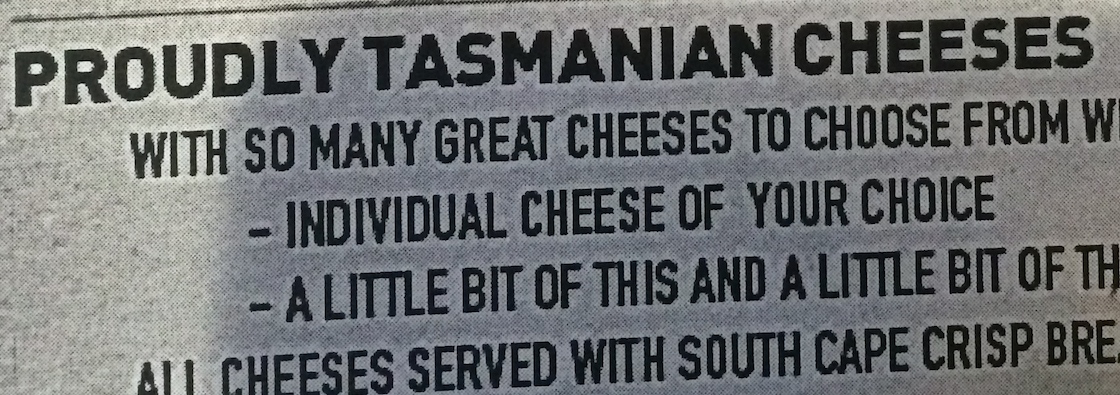 PROUDLY TASMANIAN CHEESES
WITH SO MANY GREAT CHEESES TO CHOOSE FROM
- INDIVIDUAL CHEESE OF YOUR CHOICE
- A LITTLE BIT OF THIS AND A LITTLE BIT OF
ALL CHEESES SERVED WITH SOUTH CAPE CRISP